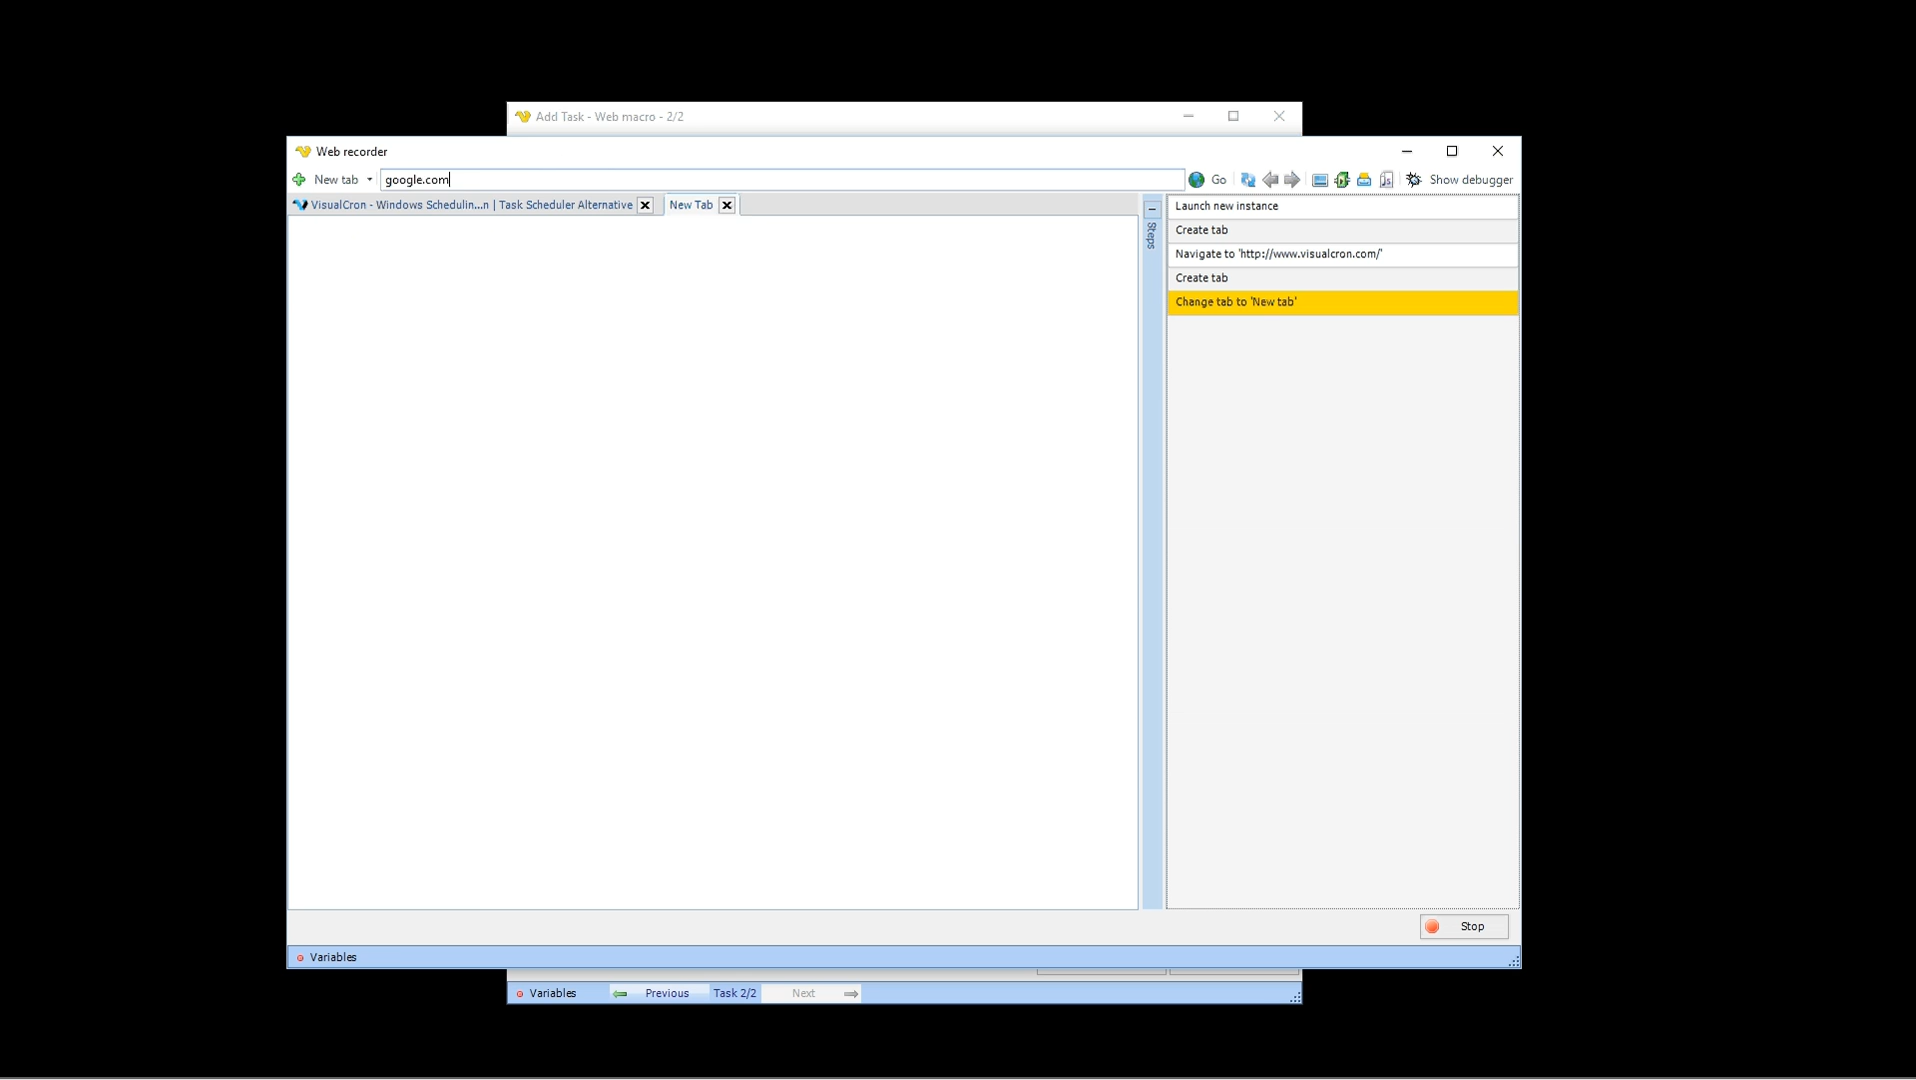 Add Task - Web macro - 2/2
Web recorder
New tab
google.com
Go
Show debugger
VisualCron - Windows Schedulin...n | Task Scheduler Alternative
New Tab
Steps
Launch new instance
Create tab
Navigate to 'http://www.visualcron.com/'
Create tab
Change tab to 'New tab'
Stop
Variables
Variables
Previous
Task 2/2
Next